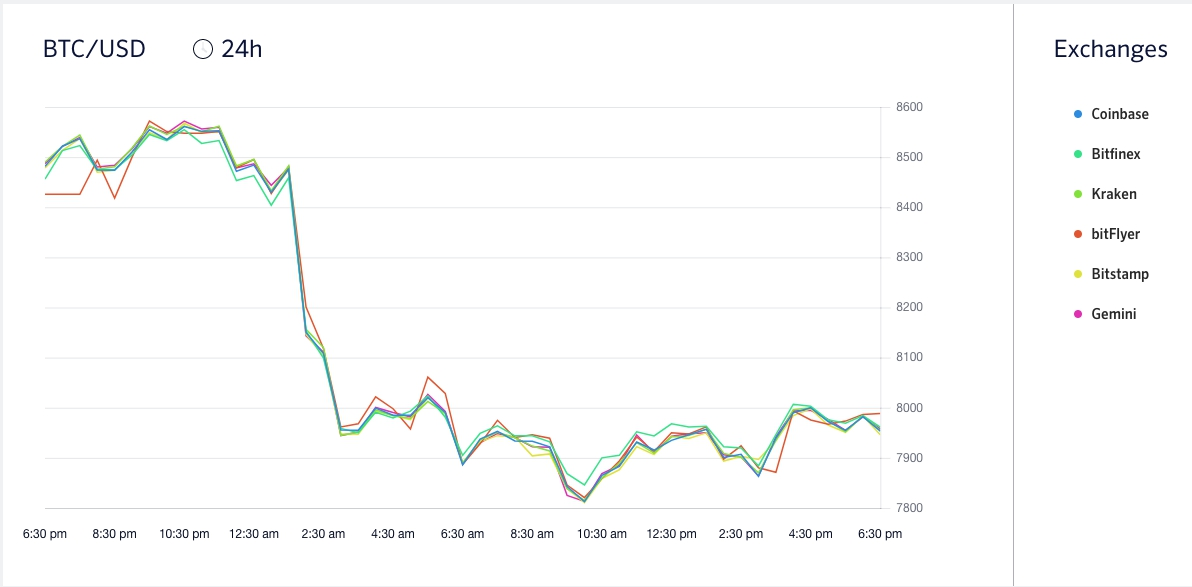 BTC/USD 24h
Exchanges
Coinbase
Bitfinex
Kraken
bitFlyer
Bitstamp
Gemini
8600
8500
8400
8300
8200
8100
8000
7900
7800
6:30 pm 8:30 pm 10:30 pm 12:30 am 2:30 am 4:30 am 6:30 am 8:30 am 10:30 am 12:30 pm 2:30 pm 4:30 pm 6:30 pm